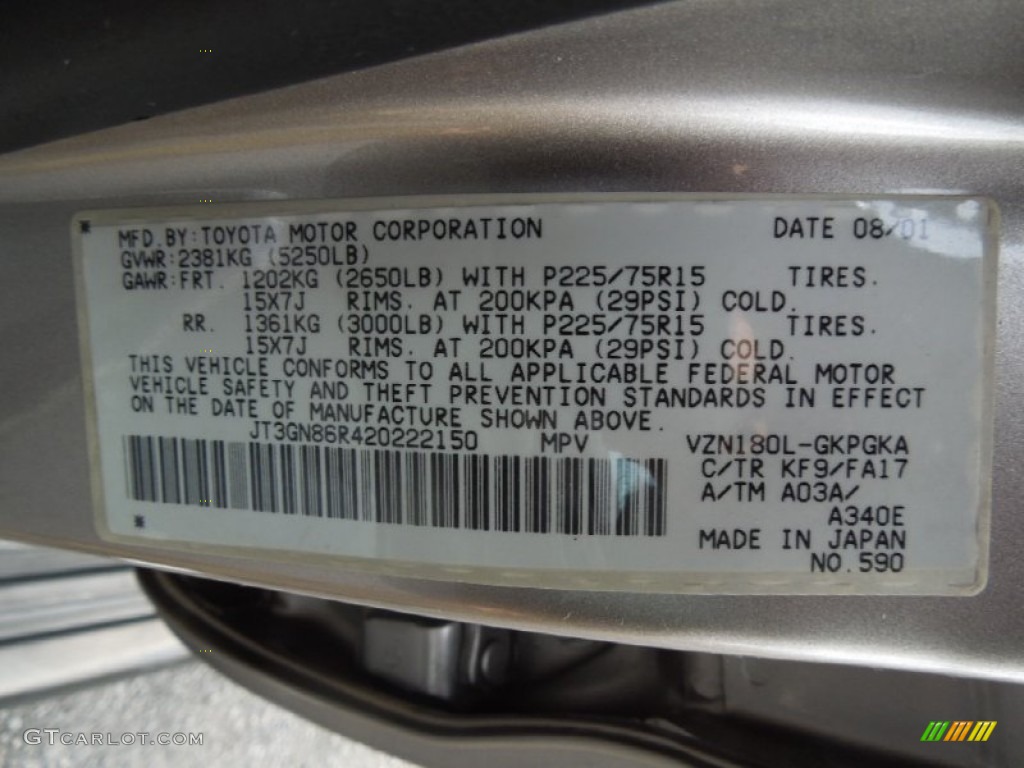 MFD.BY:TOYOTA MOTOR CORPORATION DATE 08/01
GVWR:2381KG (5250LB)
GAWR:FRT. 1202KG (2650LB) WITH P225/75R15 TIRES.
15X7J RIMS. AT 200KPA (29PSI) COLD.
RR. 1361KG (3000LB) WITH P225/75R15 TIRES.
15X7J RIMS. AT 200KPA (29PSI) COLD.
THIS VEHICLE CONFORMS TO ALL APPLICABLE FEDERAL MOTOR
VEHICLE SAFETY AND THEFT PREVENTION STANDARDS IN EFFECT
ON THE DATE OF MANUFACTURE SHOWN ABOVE.
JT3GN86R420222150 MPV VZN180L-GKPGKA
C/TR KF9/FA17
A/TM A03A/
A340E
MADE IN JAPAN
NO.590
GTCARLOT.COM